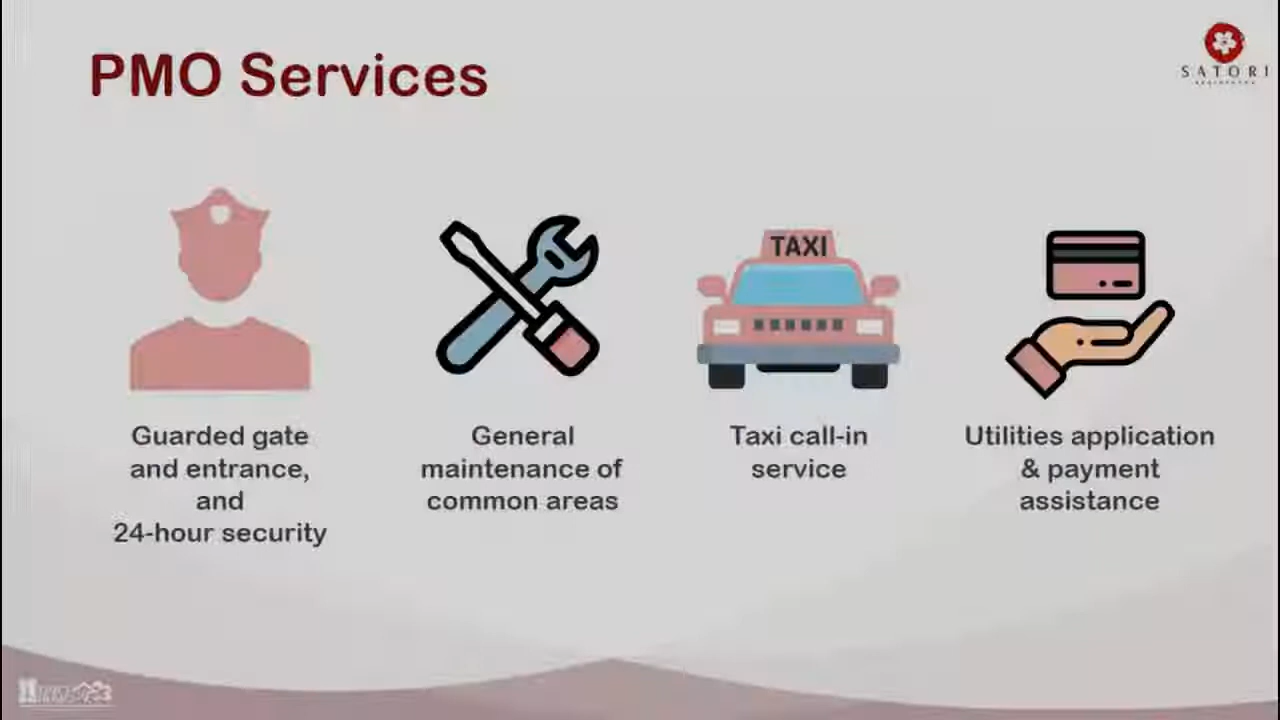 PMO Services
SATORI
TAXI
Guarded gate
and entrance,
and
24-hour security
General
maintenance of
common areas
Taxi call-in
service
Utilities application
& payment
assistance